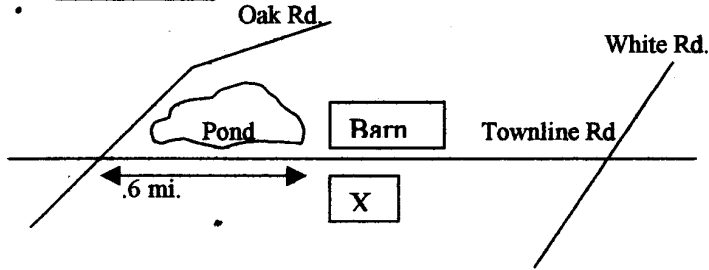 Oak Rd.
White Rd.
Pond
Barn
Townline Rd
.6 mi.
X